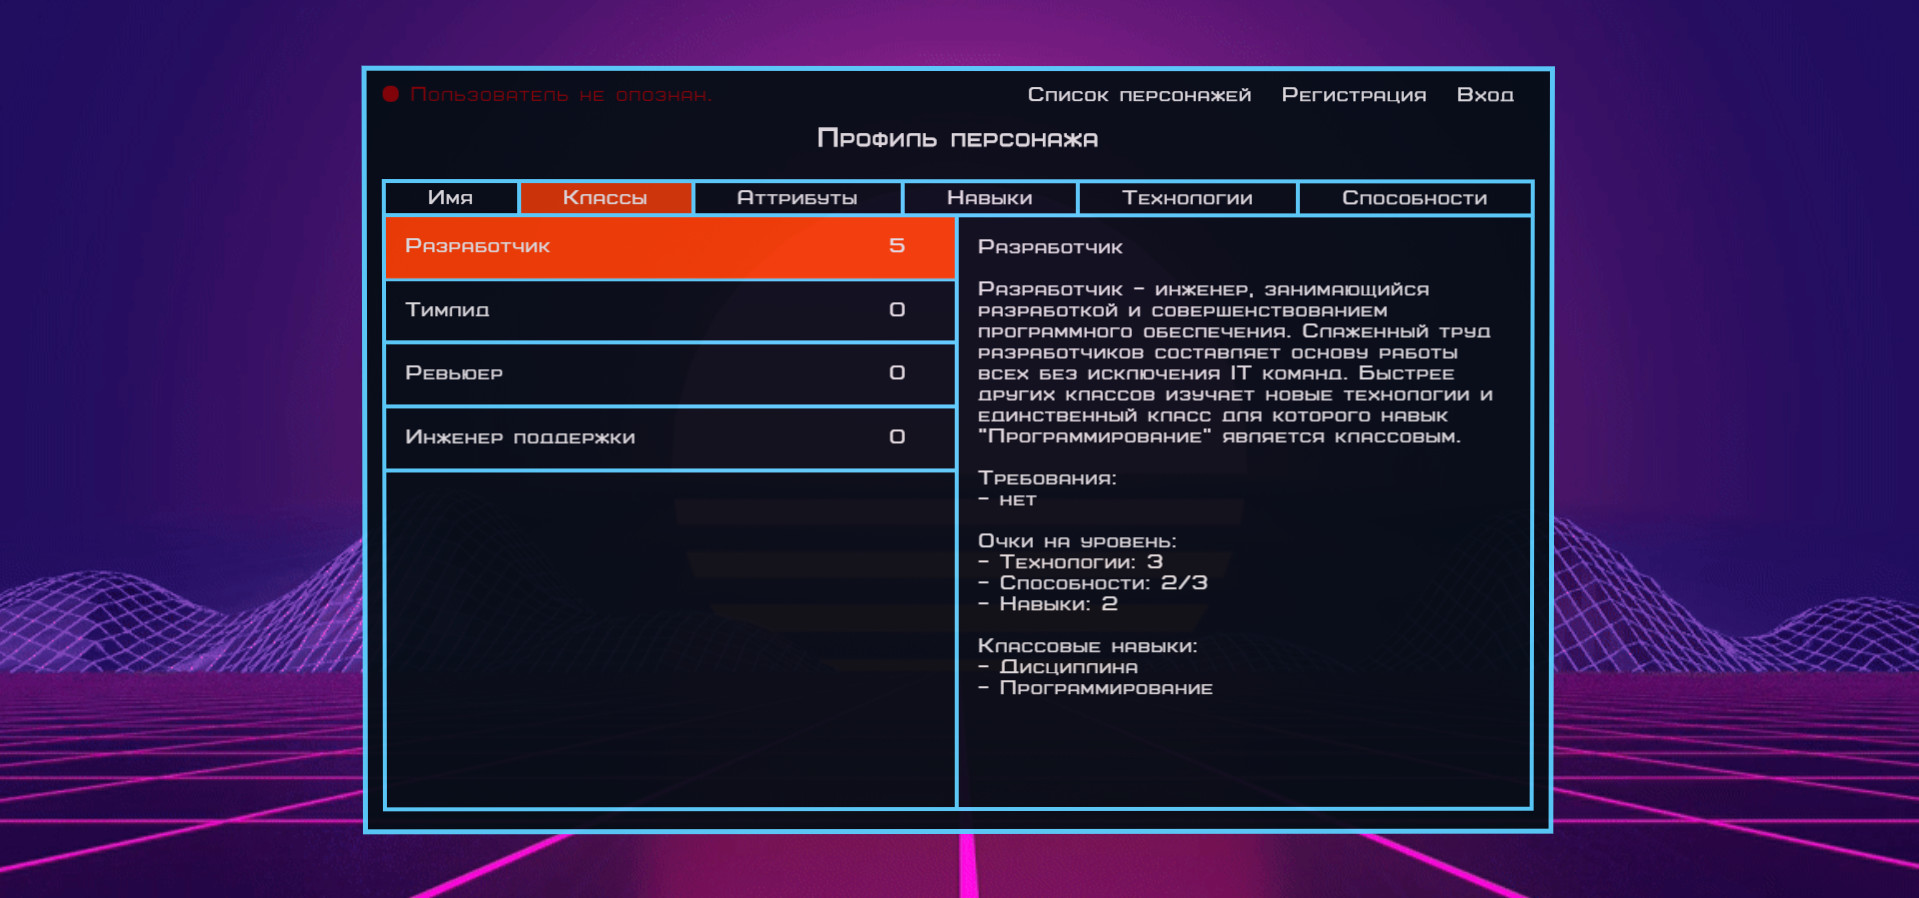 Пользователь не опознан.
Список персонажей Регистрация Вход
Профиль персонажа
Имя Классы Аттрибуты Навыки Технологии Способности
Разработчик 5
Тимлид 0
Ревьюер 0
Инженер поддержки 0
Разработчик
Разработчик - инженер, занимающийся
разработкой и совершенствованием
программного обеспечения. Слаженный труд
разработчиков составляет основу работы
всех без исключения IT команд. Быстрее
других классов изучает новые технологии и
единственный класс для которого навык
"Программирование" является классовым.
Требования:
- нет
Очки на уровень:
- Технологии: 3
- Способности: 2/3
- Навыки: 2
Классовые навыки:
- Дисциплина
- Программирование